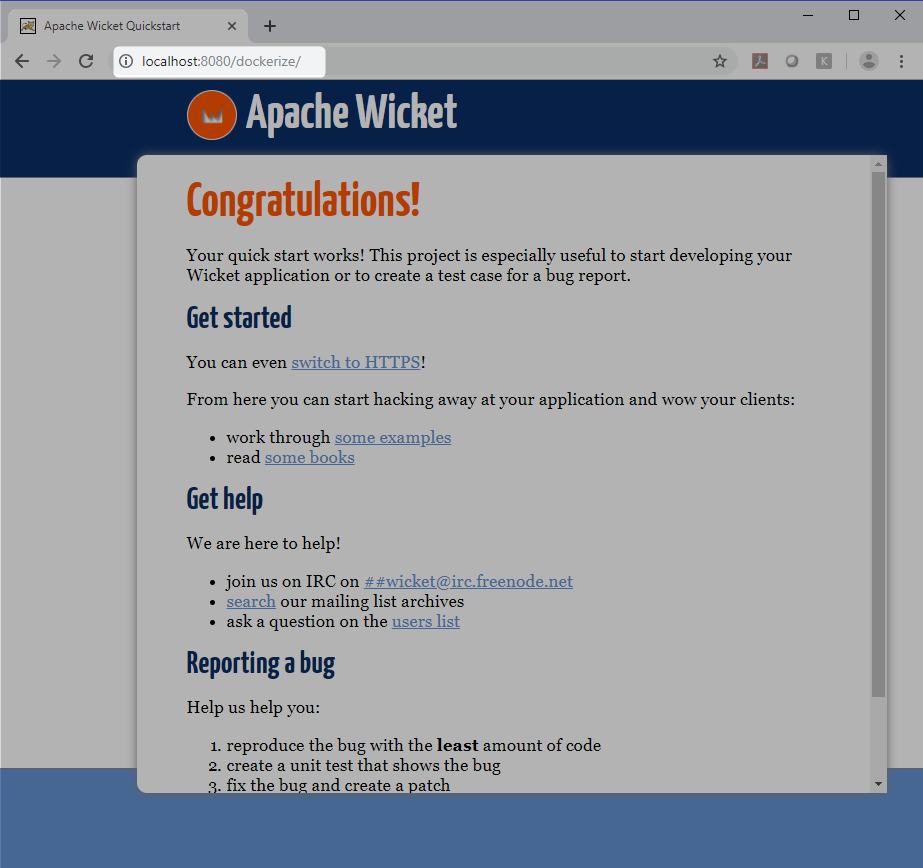 Apache Wicket Quickstart
localhost:8080/dockerize/
K
Apache Wicket
Congratulations!
Your quick start works! This project is especially useful to start developing your
Wicket application or to create a test case for a bug report.
Get started
You can even switch to HTTPS!
From here you can start hacking away at your application and wow your clients:
• work through some examples
• read some books
Get help
We are here to help!
• join us on IRC on ##wicket@irc.freenode.net
• search our mailing list archives
• ask a question on the users list
Reporting a bug
Help us help you:
1. reproduce the bug with the least amount of code
2. create a unit test that shows the bug
3. fix the bug and create a patch